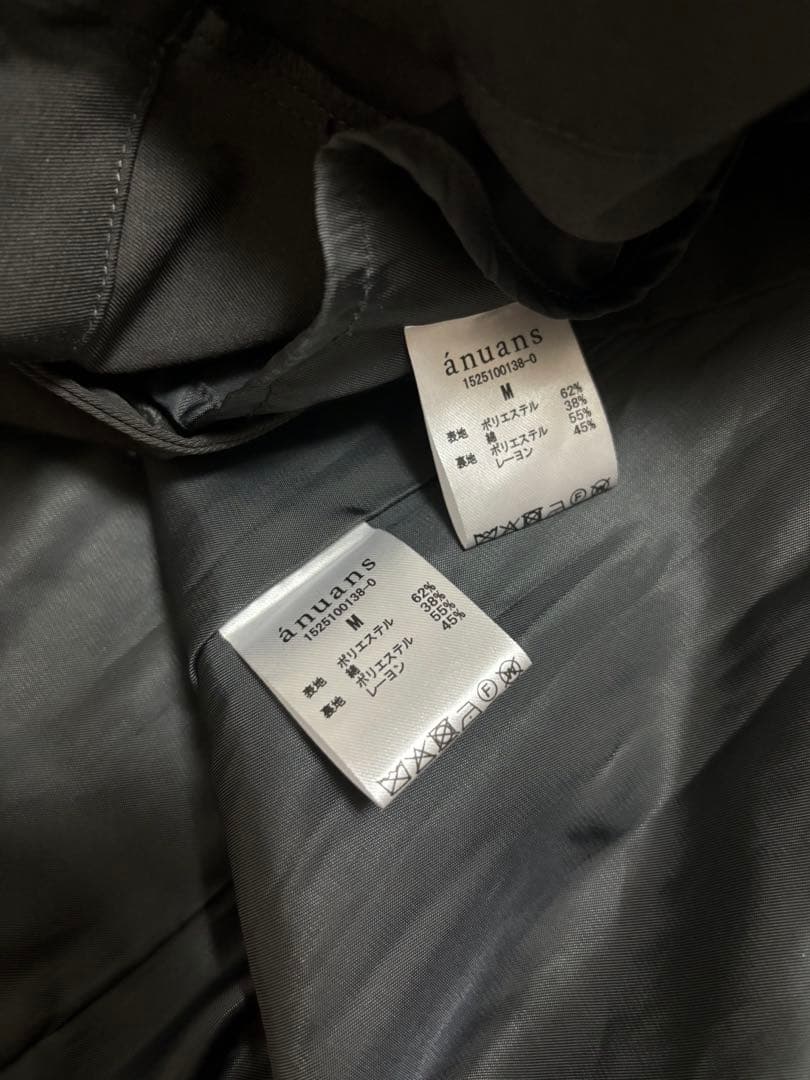 ánuans
1525100138-0
M
表地 ポリエステル 62%
綿 38%
裏地 ポリエステル 55%
レーヨン 45%
ánuans
1525100138-0
M
表地 ポリエステル 62%
綿 38%
裏地 ポリエステル 55%
レーヨン 45%